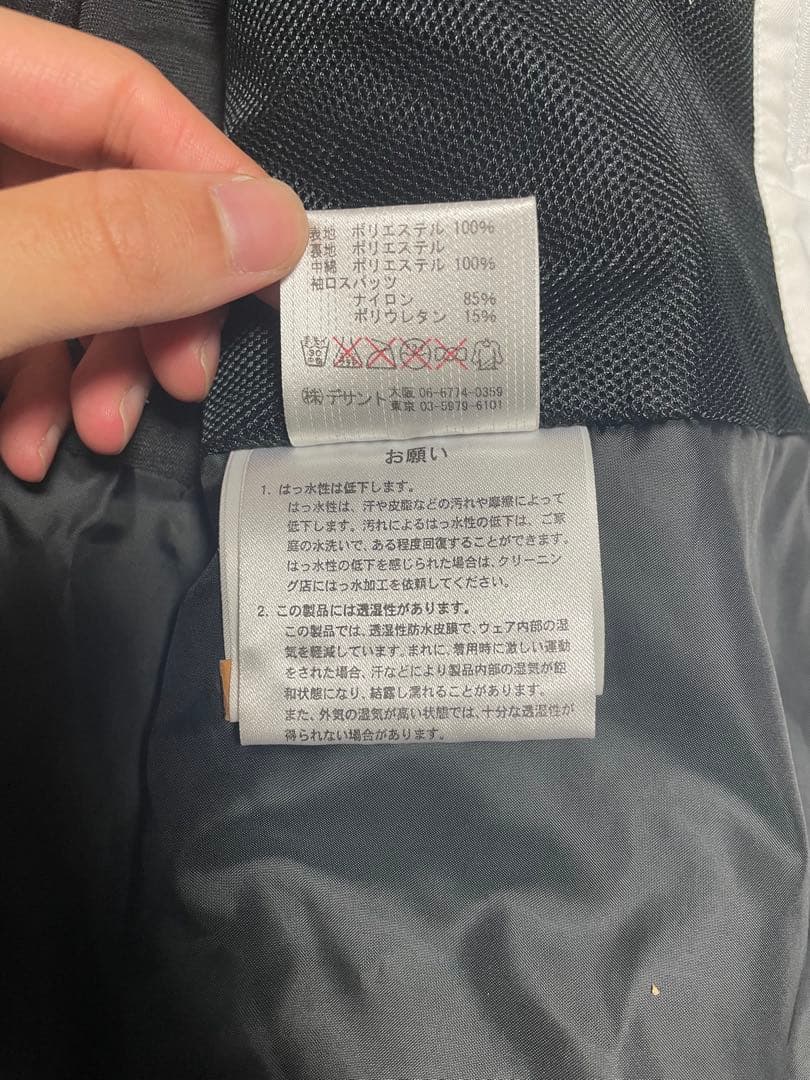 表地 ポリエステル 100%
裏地 ポリエステル
中綿 ポリエステル 100%
袖口スパッツ
ナイロン 85%
ポリウレタン 15%
手洗イ
30
中性
(株)デサント 大阪 06-6774-0359
東京 03-5979-6101
お願い
1. はっ水性は低下します。
はっ水性は、汗や皮脂などの汚れや摩擦によって
低下します。汚れによるはっ水性の低下は、ご家
庭の水洗いで、ある程度回復することができます。
はっ水性の低下を感じられた場合は、クリーニン
グ店にはっ水加工を依頼してください。
2. この製品には透湿性があります。
この製品では、透湿性防水皮膜で、ウェア内部の湿
気を軽減しています。まれに、着用時に激しい運動
をされた場合、汗などにより製品内部の湿気が飽
和状態になり、結露し濡れることがあります。
また、外気の湿気が高い状態では、十分な透湿性が
得られない場合があります。